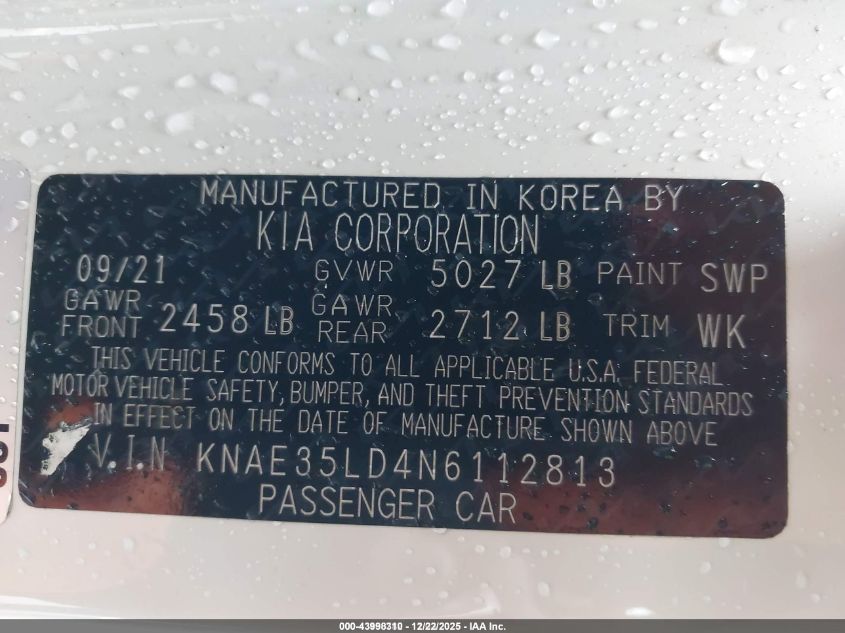 MANUFACTURED IN KOREA BY
KIA CORPORATION
09/21 GVWR 5027 LB PAINT SWP
GAWR FRONT 2458 LB GAWR REAR 2712 LB TRIM WK
THIS VEHICLE CONFORMS TO ALL APPLICABLE U.S.A. FEDERAL
MOTOR VEHICLE SAFETY, BUMPER, AND THEFT PREVENTION STANDARDS
IN EFFECT ON THE DATE OF MANUFACTURE SHOWN ABOVE
V.I.N KNAE35LD4N6112813
PASSENGER CAR
000-43998310 - 12/22/2025 - IAA Inc.